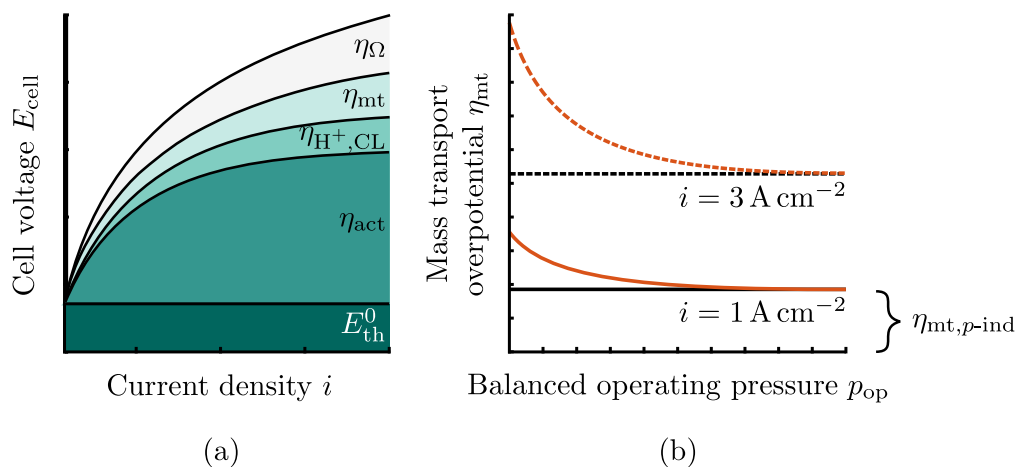 Cell voltage E_cell
η_Ω
η_mt
η_H⁺,CL
η_act
E⁰_th
Current density i
(a)
Mass transport
overpotential η_mt
i = 3 A cm⁻²
i = 1 A cm⁻²
η_mt,p-ind
Balanced operating pressure p_op
(b)